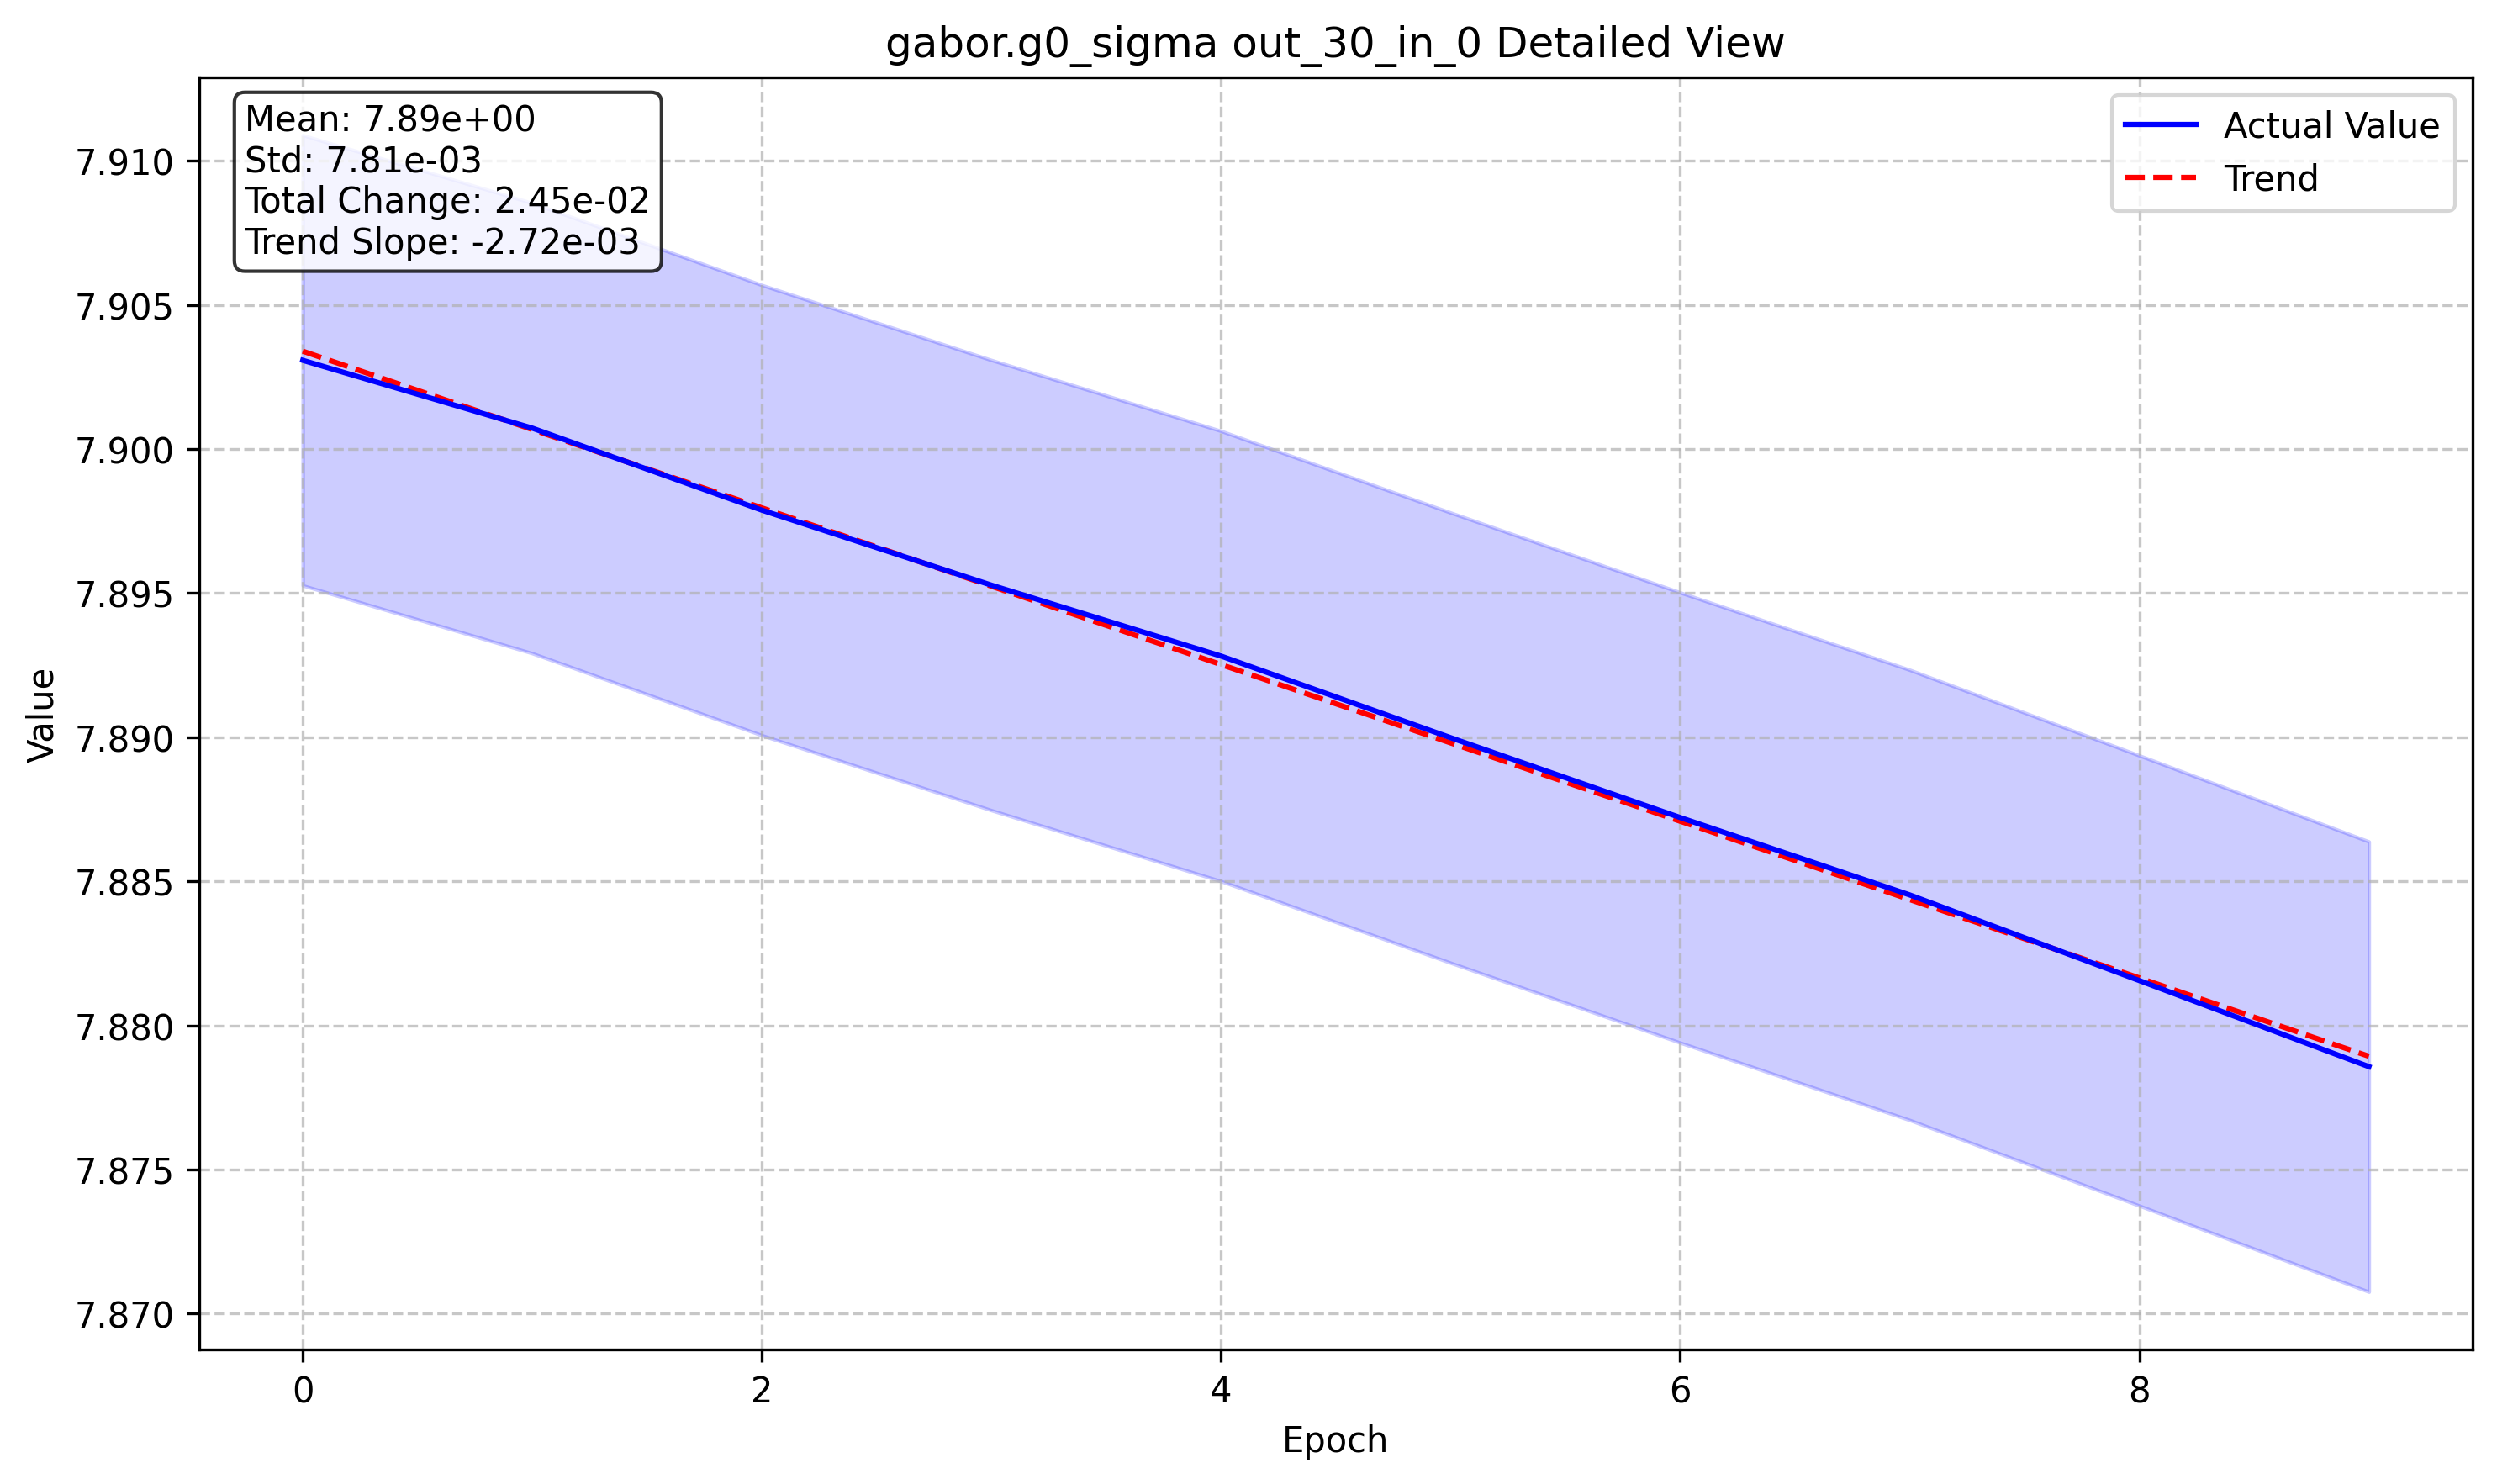 gabor.g0_sigma out_30_in_0 Detailed View
Mean: 7.89e+00
Std: 7.81e-03
Total Change: 2.45e-02
Trend Slope: -2.72e-03
Actual Value
Trend
7.910
7.905
7.900
7.895
7.890
7.885
7.880
7.875
7.870
Value
0 2 4 6 8
Epoch